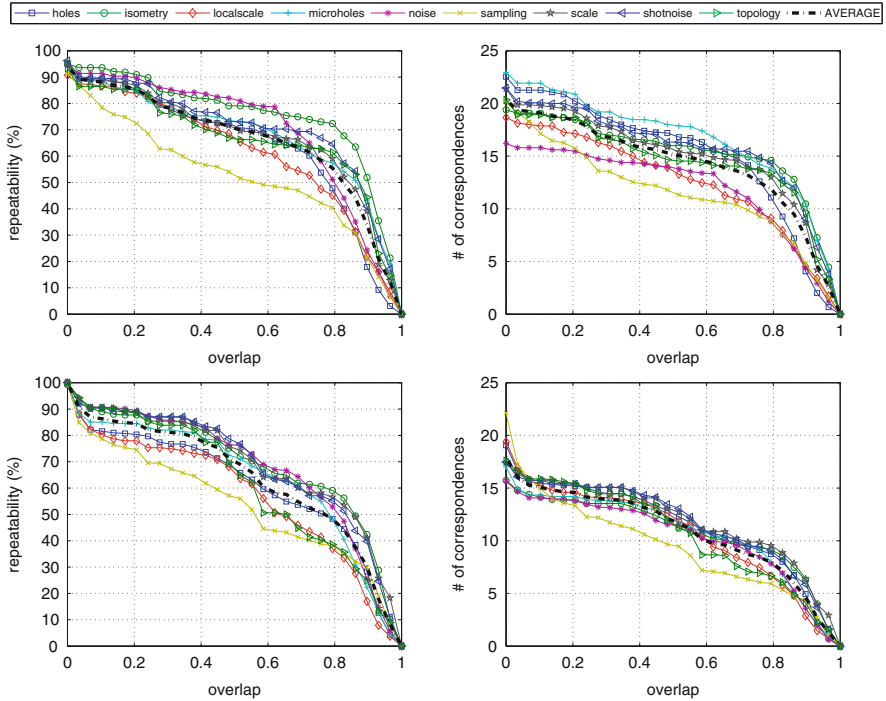 holes isometry localscale microholes noise sampling scale shotnoise topology AVERAGE
100
90
80
70
60
50
40
30
20
10
0
repeatability (%)
0 0.2 0.4 0.6 0.8 1
overlap
25
20
15
10
5
0
# of correspondences
0 0.2 0.4 0.6 0.8 1
overlap
100
90
80
70
60
50
40
30
20
10
0
repeatability (%)
0 0.2 0.4 0.6 0.8 1
overlap
25
20
15
10
5
0
# of correspondences
0 0.2 0.4 0.6 0.8 1
overlap